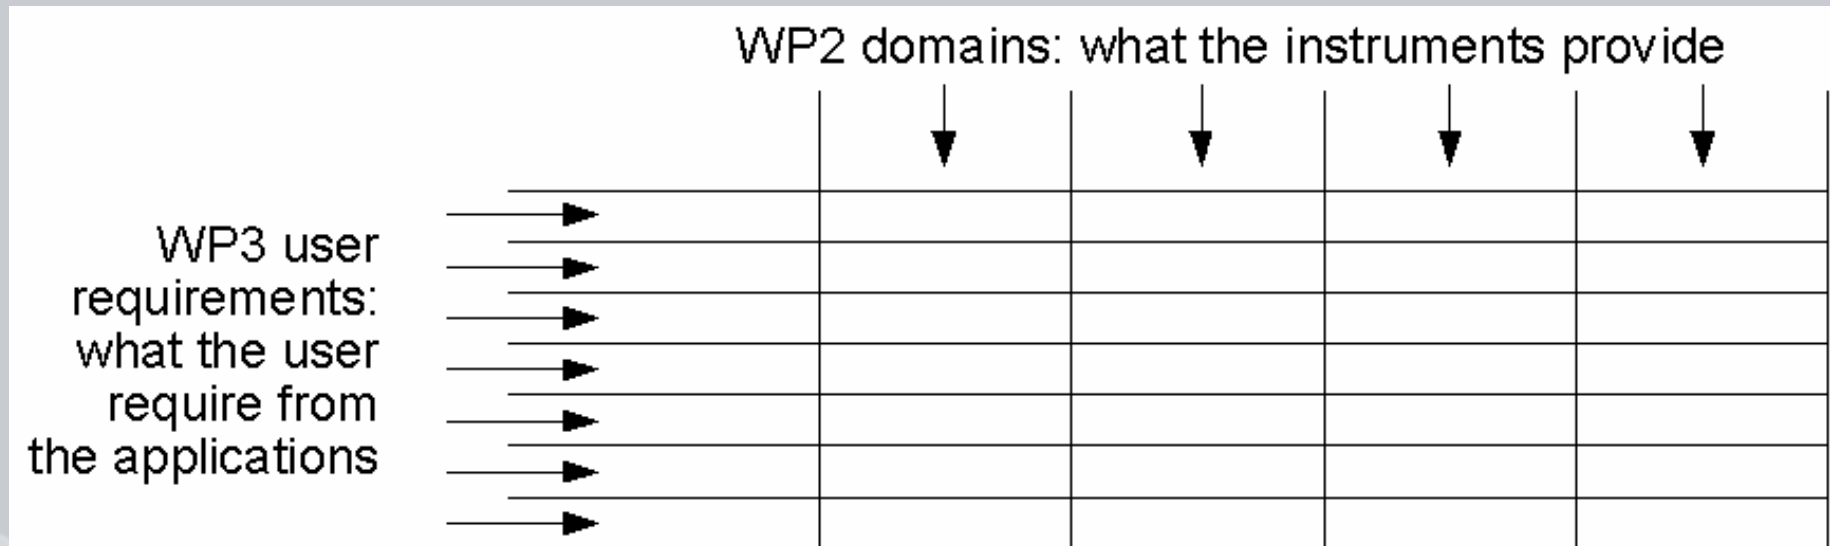 WP2 domains: what the instruments provide
WP3 user
requirements:
what the user
require from
the applications